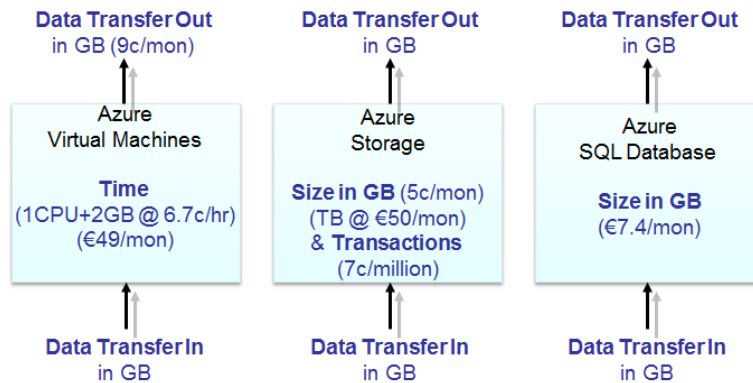 Data Transfer Out
in GB (9c/mon)
Azure
Virtual Machines
Time
(1CPU+2GB @ 6.7c/hr)
(€49/mon)
Data Transfer In
in GB
Data Transfer Out
in GB
Azure
Storage
Size in GB (5c/mon)
(TB @ €50/mon)
& Transactions
(7c/million)
Data Transfer In
in GB
Data Transfer Out
in GB
Azure
SQL Database
Size in GB
(€7.4/mon)
Data Transfer In
in GB